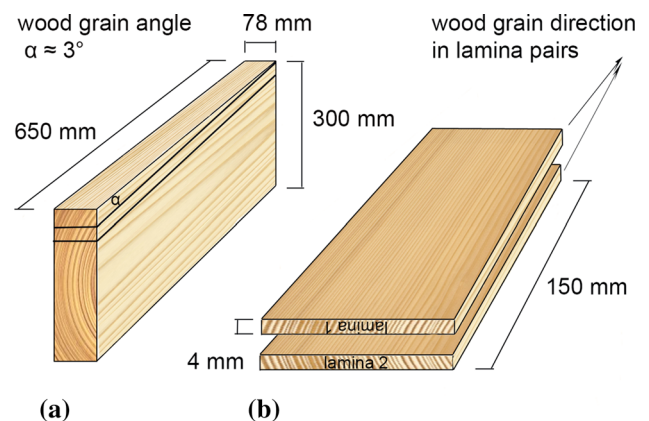 wood grain angle
α ≈ 3°
78 mm
650 mm
300 mm
α
(a)
wood grain direction
in lamina pairs
lamina 1
4 mm
lamina 2
150 mm
(b)